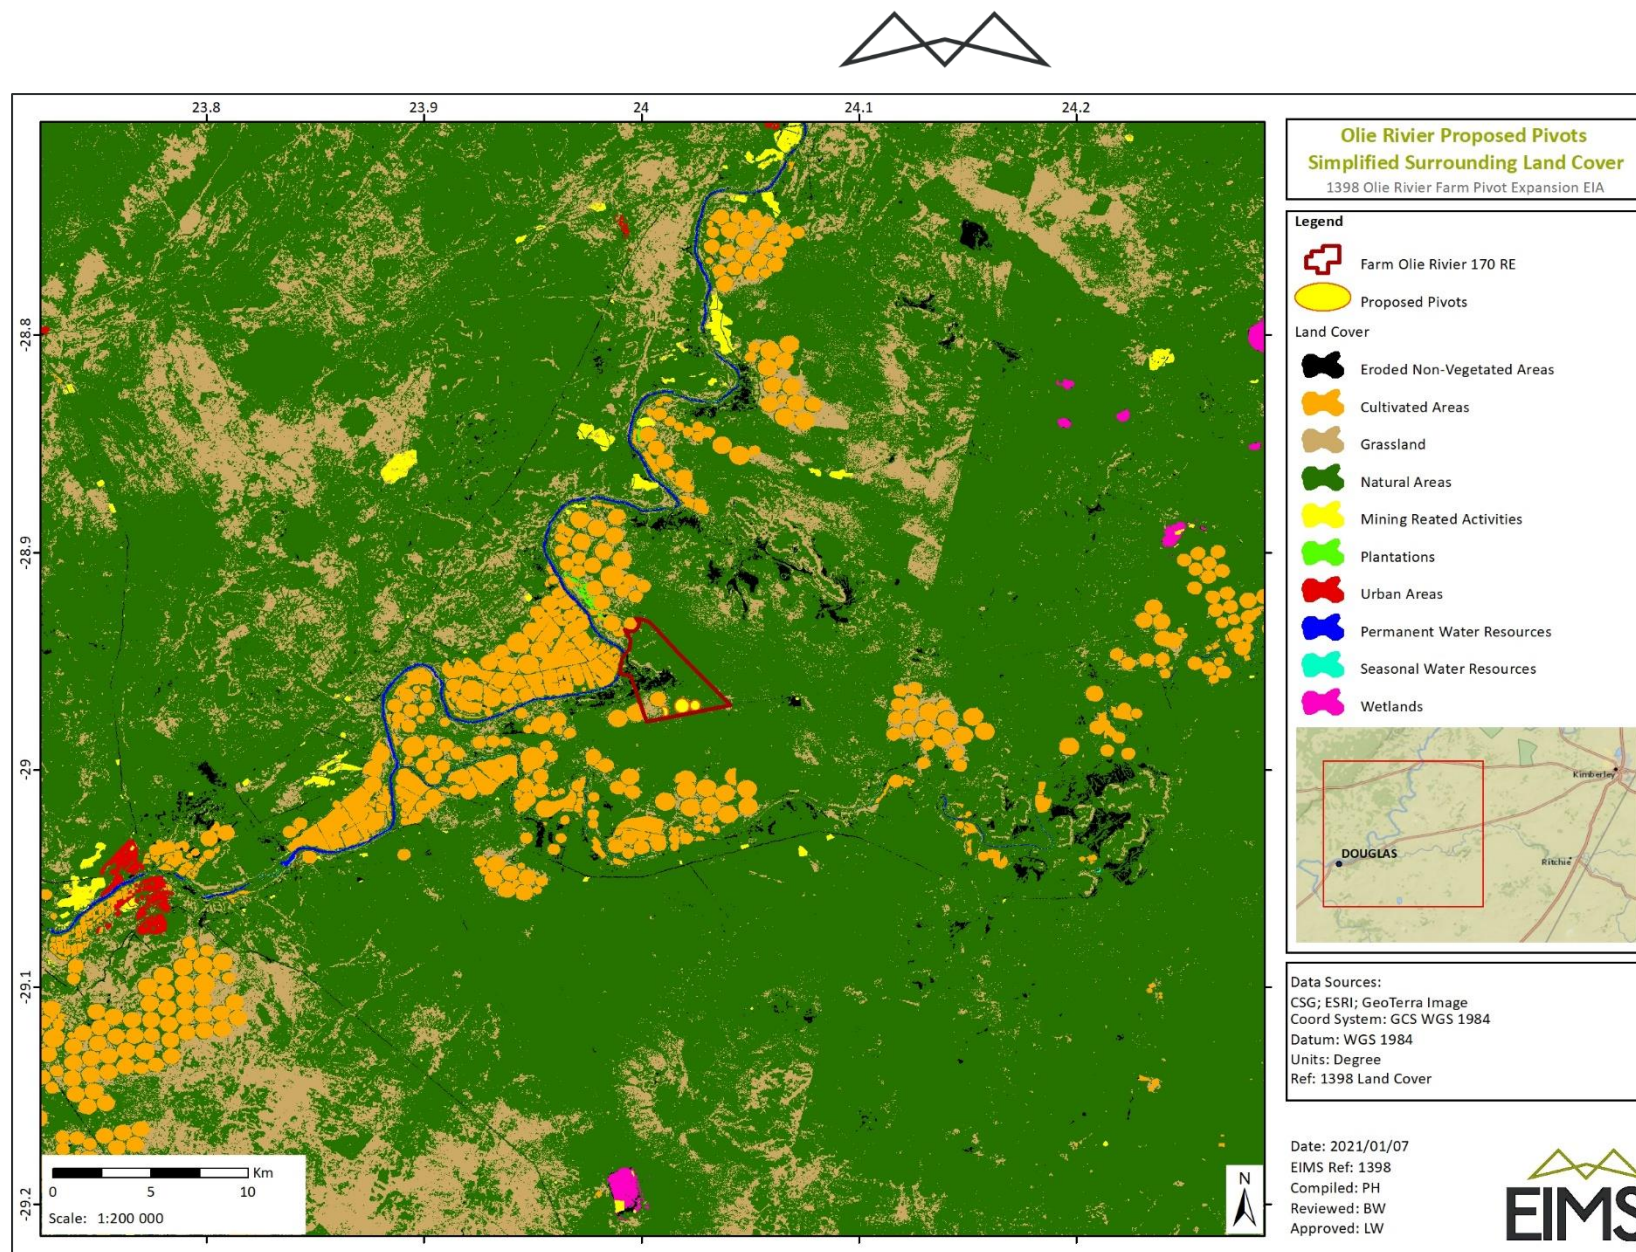 23.8 23.9 24 24.1 24.2
-28.8
-28.9
-29
-29.1
-29.2
Km
0 5 10
Scale: 1:200 000
N
Olie Rivier Proposed Pivots
Simplified Surrounding Land Cover
1398 Olie Rivier Farm Pivot Expansion EIA
Legend
Farm Olie Rivier 170 RE
Proposed Pivots
Land Cover
Eroded Non-Vegetated Areas
Cultivated Areas
Grassland
Natural Areas
Mining Reated Activities
Plantations
Urban Areas
Permanent Water Resources
Seasonal Water Resources
Wetlands
Kimberley
DOUGLAS
Ritchie
Data Sources:
CSG; ESRI; GeoTerra Image
Coord System: GCS WGS 1984
Datum: WGS 1984
Units: Degree
Ref: 1398 Land Cover
Date: 2021/01/07
EIMS Ref: 1398
Compiled: PH
Reviewed: BW
Approved: LW
EIMS